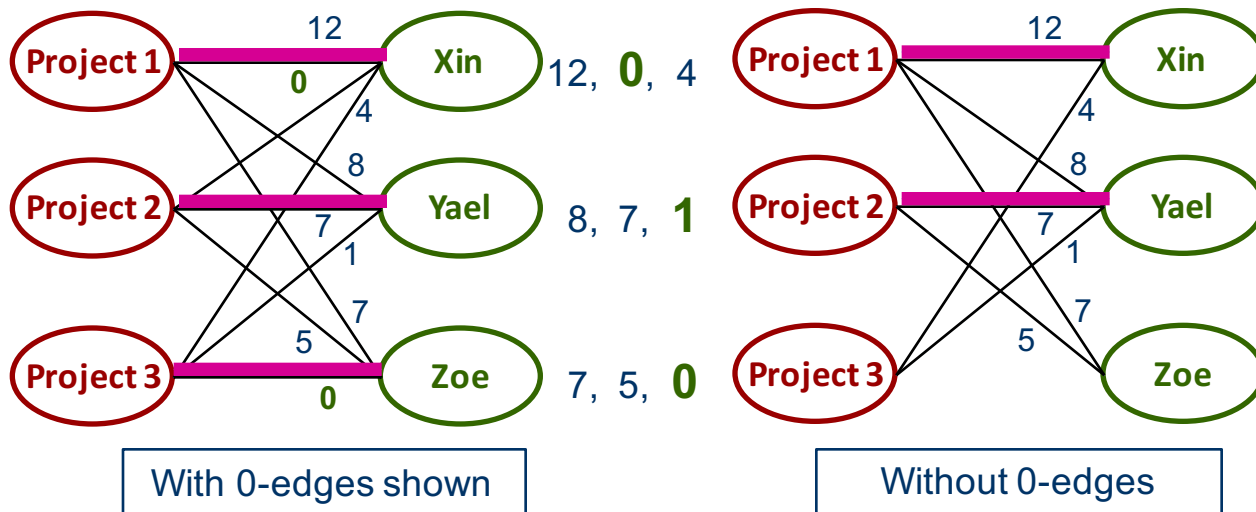 12 12
Project 1 Xin 12, 0, 4 Project 1 Xin
0
4 4
8 8
Project 2 Yael 8, 7, 1 Project 2 Yael
7 7
1 1
7 7
5 5
Project 3 Zoe 7, 5, 0 Project 3 Zoe
0
With 0-edges shown Without 0-edges